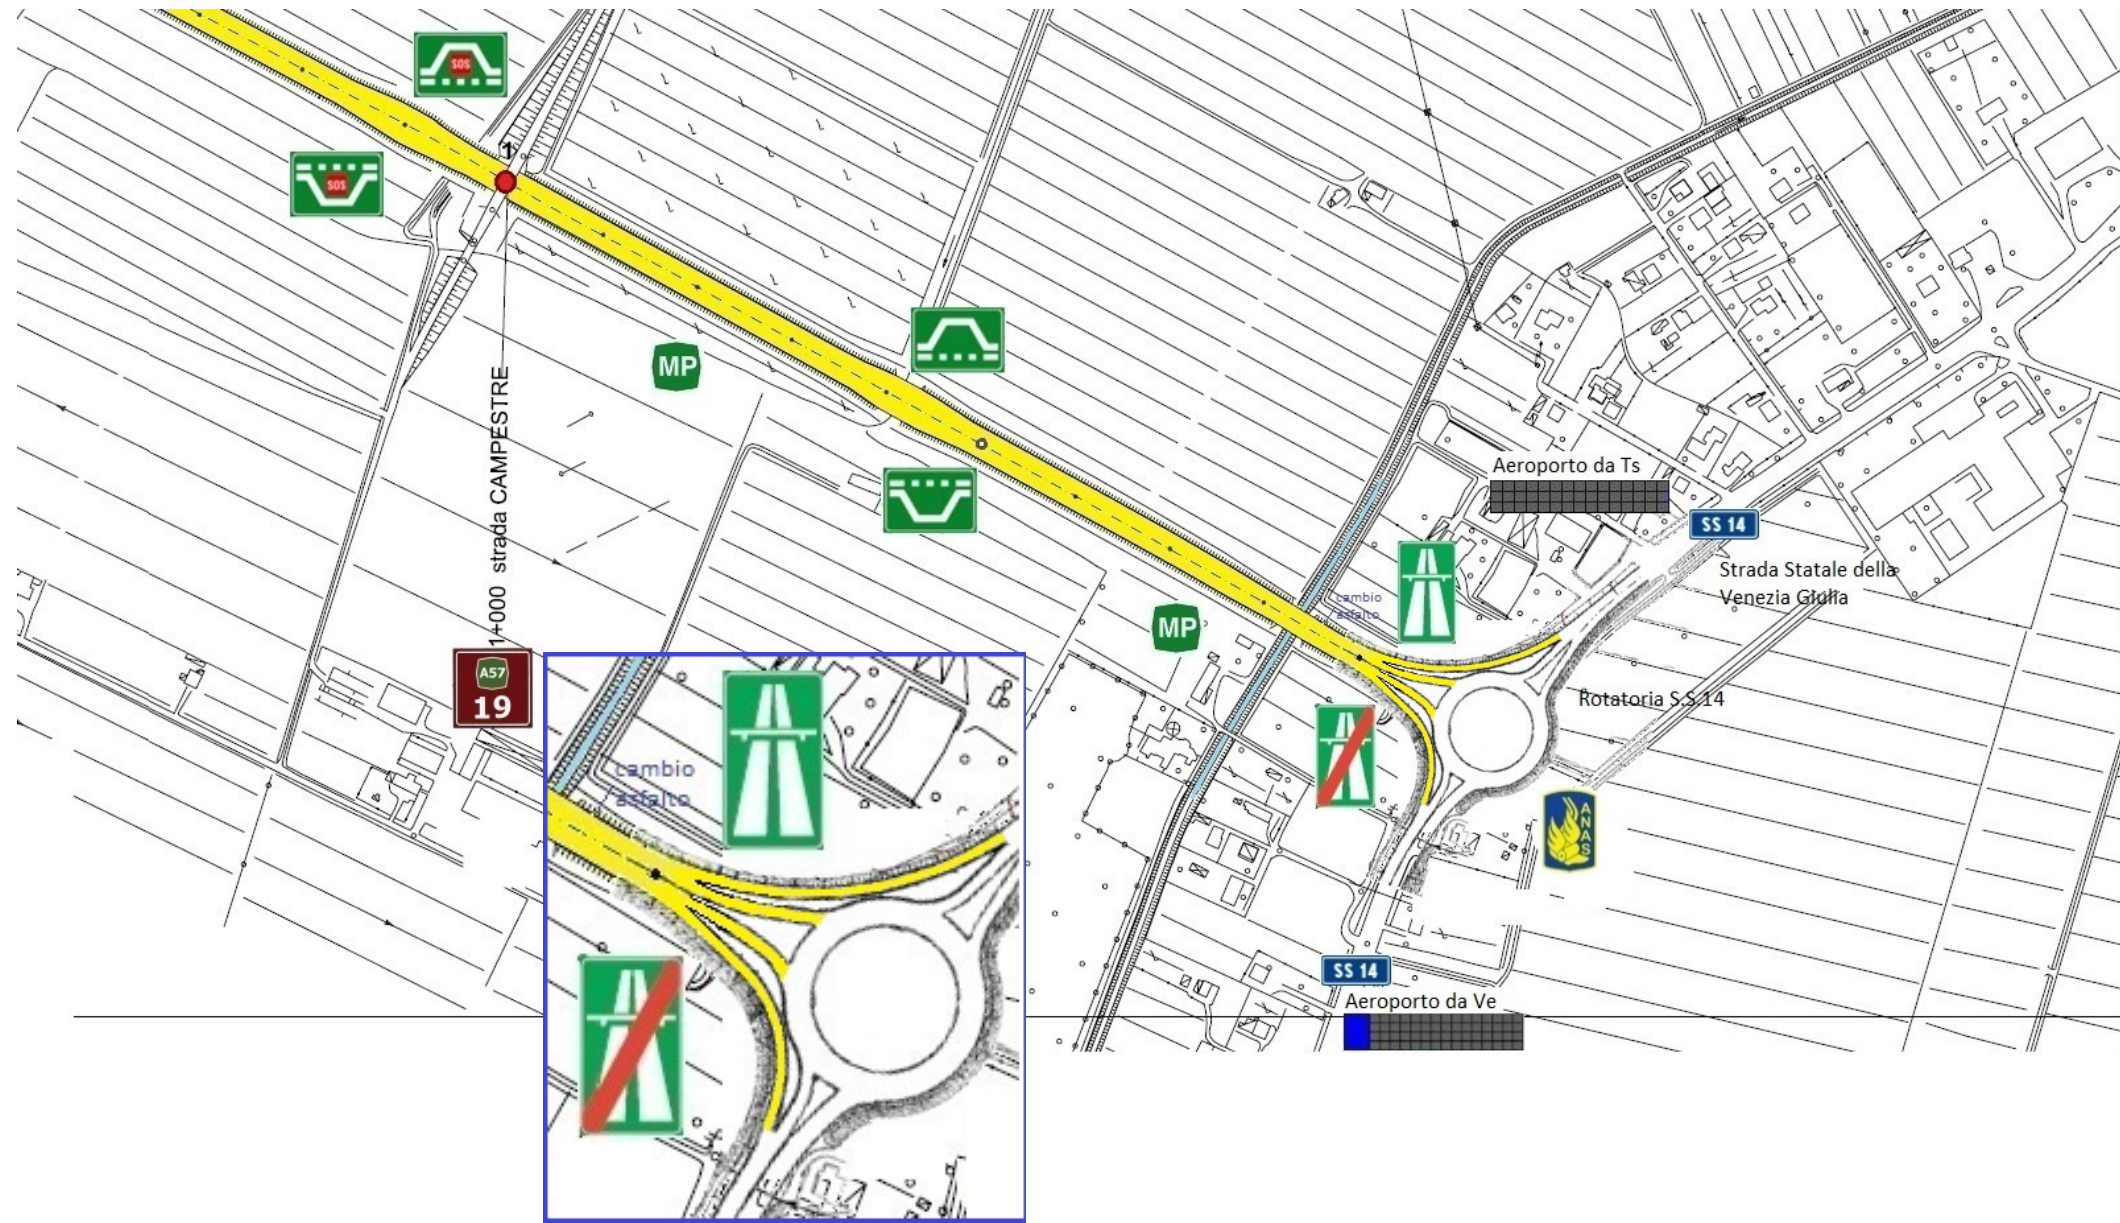 SOS
1
SOS
MP
1+000 strada CAMPESTRE
Aeroporto da Ts
SS 14
Strada Statale della
Venezia Giulia
cambio
asfalto
MP
A57
19
Rotatoria S.S.14
cambio
asfalto
ANAS
SS 14
Aeroporto da Ve